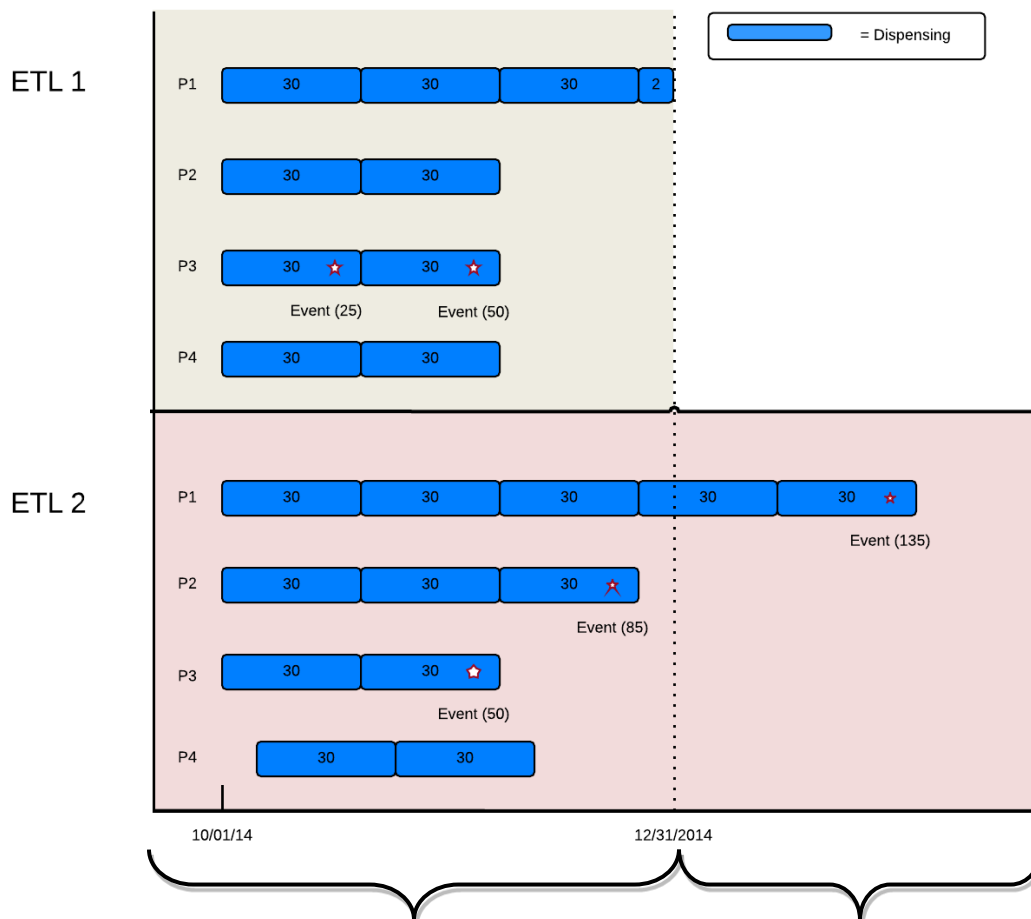 = Dispensing
ETL 1
P1 30 30 30 2
P2 30 30
P3 30 30
Event (25) Event (50)
P4 30 30
ETL 2
P1 30 30 30 30 30
Event (135)
P2 30 30 30
Event (85)
P3 30 30
Event (50)
P4 30 30
10/01/14 12/31/2014